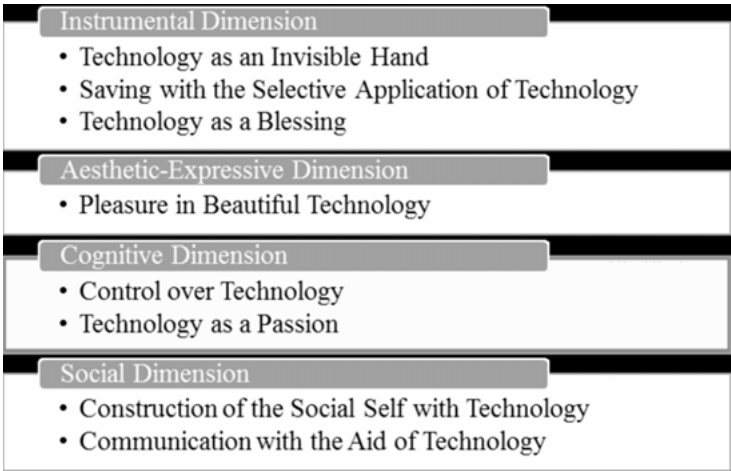 Instrumental Dimension
• Technology as an Invisible Hand
• Saving with the Selective Application of Technology
• Technology as a Blessing
Aesthetic-Expressive Dimension
• Pleasure in Beautiful Technology
Cognitive Dimension
• Control over Technology
• Technology as a Passion
Social Dimension
• Construction of the Social Self with Technology
• Communication with the Aid of Technology